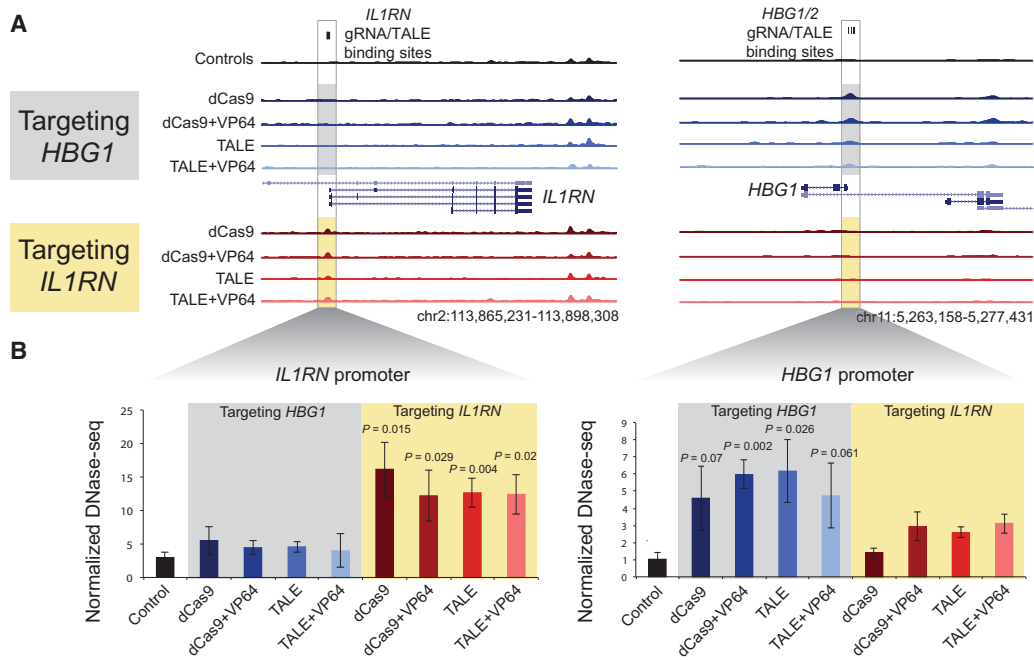 A
IL1RN
gRNA/TALE
binding sites
HBG1/2
gRNA/TALE
binding sites
Controls
Targeting
HBG1
dCas9
dCas9+VP64
TALE
TALE+VP64
IL1RN
HBG1
Targeting
IL1RN
dCas9
dCas9+VP64
TALE
TALE+VP64
chr2:113,865,231-113,898,308
chr11:5,263,158-5,277,431
B
IL1RN promoter
Normalized DNase-seq
25
20
15
10
5
0
Targeting HBG1
Targeting IL1RN
P = 0.015
P = 0.029
P = 0.004
P = 0.02
Control
dCas9
dCas9+VP64
TALE
TALE+VP64
dCas9
dCas9+VP64
TALE
TALE+VP64
HBG1 promoter
Normalized DNase-seq
9
8
7
6
5
4
3
2
1
0
Targeting HBG1
Targeting IL1RN
P = 0.07
P = 0.002
P = 0.026
P = 0.061
Control
dCas9
dCas9+VP64
TALE
TALE+VP64
dCas9
dCas9+VP64
TALE
TALE+VP64